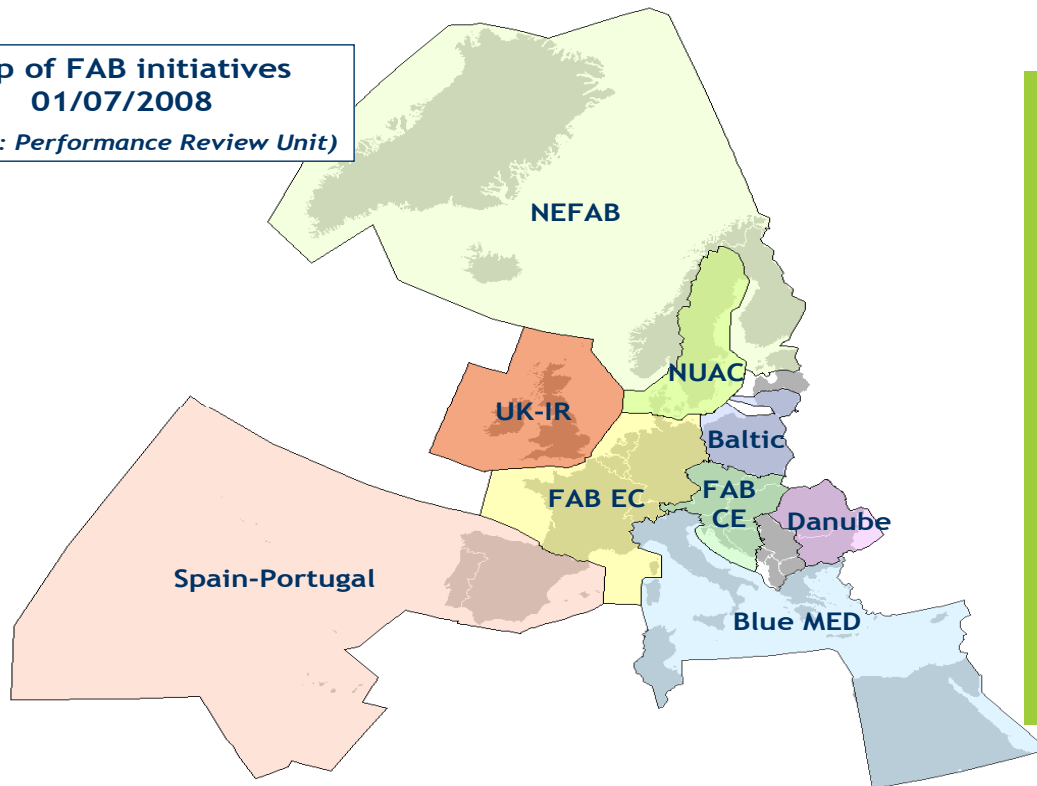 p of FAB initiatives
01/07/2008
: Performance Review Unit)
NEFAB
NUAC
UK-IR
Baltic
FAB EC
FAB
CE
Danube
Spain-Portugal
Blue MED